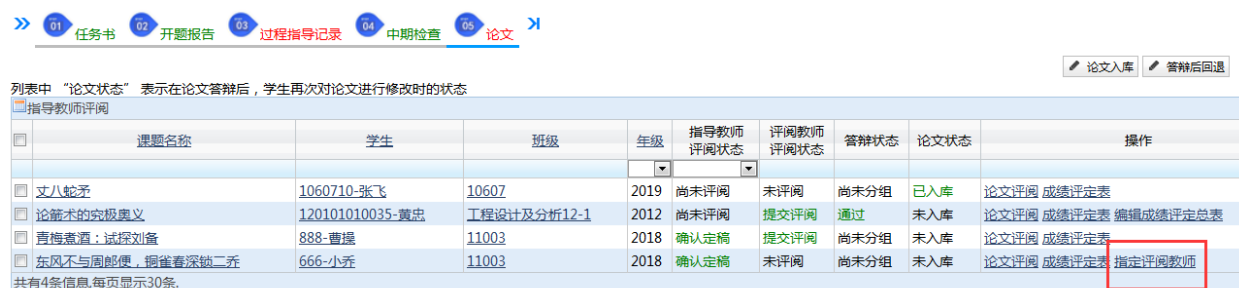 01 任务书 02 开题报告 03 过程指导记录 04 中期检查 05 论文
论文入库 答辩后回退
列表中 “论文状态” 表示在论文答辩后，学生再次对论文进行修改时的状态
指导教师评阅
课题名称 学生 班级 年级 指导教师评阅状态 评阅教师评阅状态 答辩状态 论文状态 操作
丈八蛇矛 1060710-张飞 10607 2019 尚未评阅 未评阅 尚未分组 已入库 论文评阅 成绩评定表
论箭术的究极奥义 120101010035-黄忠 工程设计及分析12-1 2012 尚未评阅 提交评阅 通过 未入库 论文评阅 成绩评定表 编辑成绩评定总表
青梅煮酒：试探刘备 888-曹操 11003 2018 确认定稿 提交评阅 尚未分组 未入库 论文评阅 成绩评定表
东风不与周郎便，铜雀春深锁二乔 666-小乔 11003 2018 确认定稿 未评阅 尚未分组 未入库 论文评阅 成绩评定表 指定评阅教师
共有4条信息,每页显示30条.